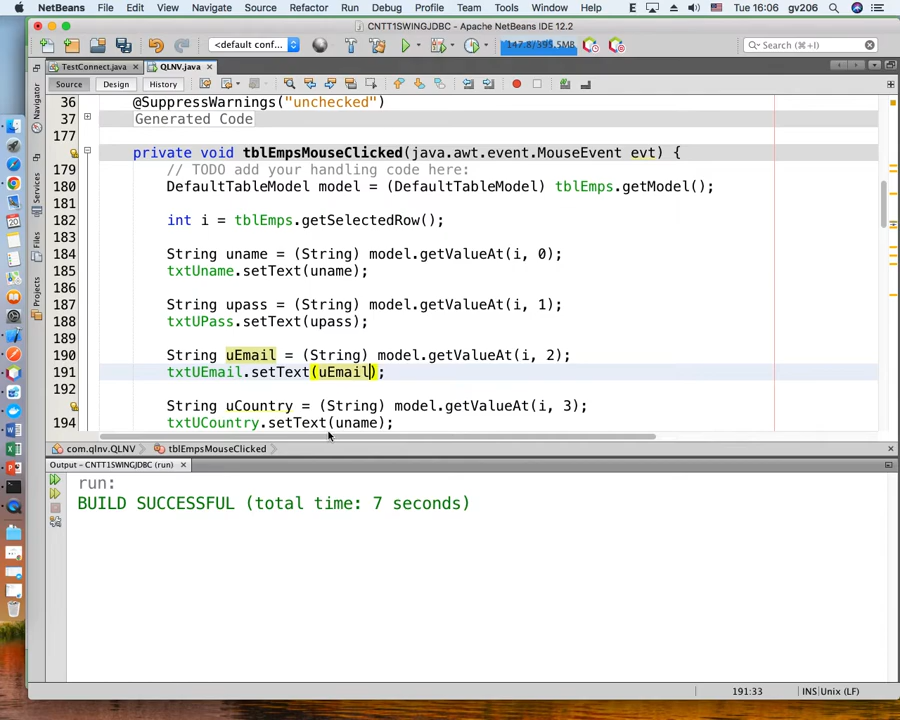 NetBeans File Edit View Navigate Source Refactor Run Debug Profile Team Tools Window Help E Tue 16:06 gv206
CNTT1SWINGJDBC - Apache NetBeans IDE 12.2
<default conf... 147.8/395.5MB Search (⌘+I)
TestConnect.java QLNV.java
Source Design History
Navigator
Services
Files
Projects
36 @SuppressWarnings("unchecked")
37 Generated Code
177
private void tblEmpsMouseClicked(java.awt.event.MouseEvent evt) {
179 // TODO add your handling code here:
180 DefaultTableModel model = (DefaultTableModel) tblEmps.getModel();
181
182 int i = tblEmps.getSelectedRow();
183
184 String uname = (String) model.getValueAt(i, 0);
185 txtUname.setText(uname);
186
187 String upass = (String) model.getValueAt(i, 1);
188 txtUPass.setText(upass);
189
190 String uEmail = (String) model.getValueAt(i, 2);
191 txtUEmail.setText(uEmail);
192
String uCountry = (String) model.getValueAt(i, 3);
194 txtUCountry.setText(uname);
com.qlnv.QLNV tblEmpsMouseClicked
Output - CNTT1SWINGJDBC (run)
run:
BUILD SUCCESSFUL (total time: 7 seconds)
191:33 INS Unix (LF)